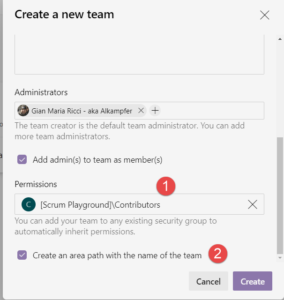 Create a new team
Administrators
Gian Maria Ricci - aka Alkampfer
The team creator is the default team administrator. You can add
more team administrators.
Add admin(s) to team as member(s)
Permissions
1
C
[Scrum Playground]\Contributors
You can add your team to any existing security group to
automatically inherit permissions.
2
Create an area path with the name of the team
Cancel
Create